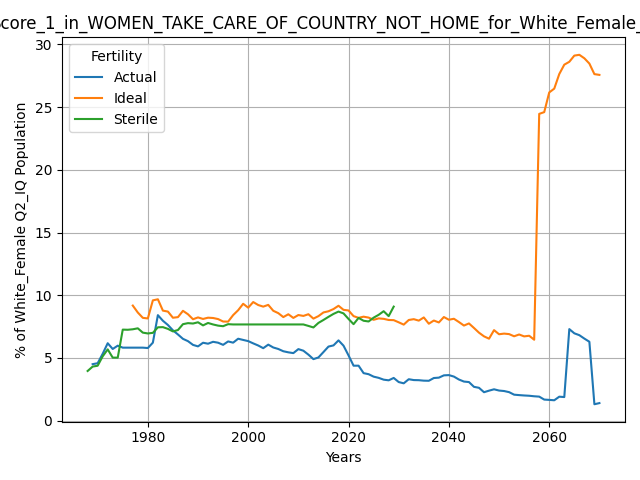 core_1_in_WOMEN_TAKE_CARE_OF_COUNTRY_NOT_HOME_for_White_Female_
Fertility
Actual
Ideal
Sterile
% of White_Female Q2_IQ Population
30
25
20
15
10
5
0
1980 2000 2020 2040 2060
Years